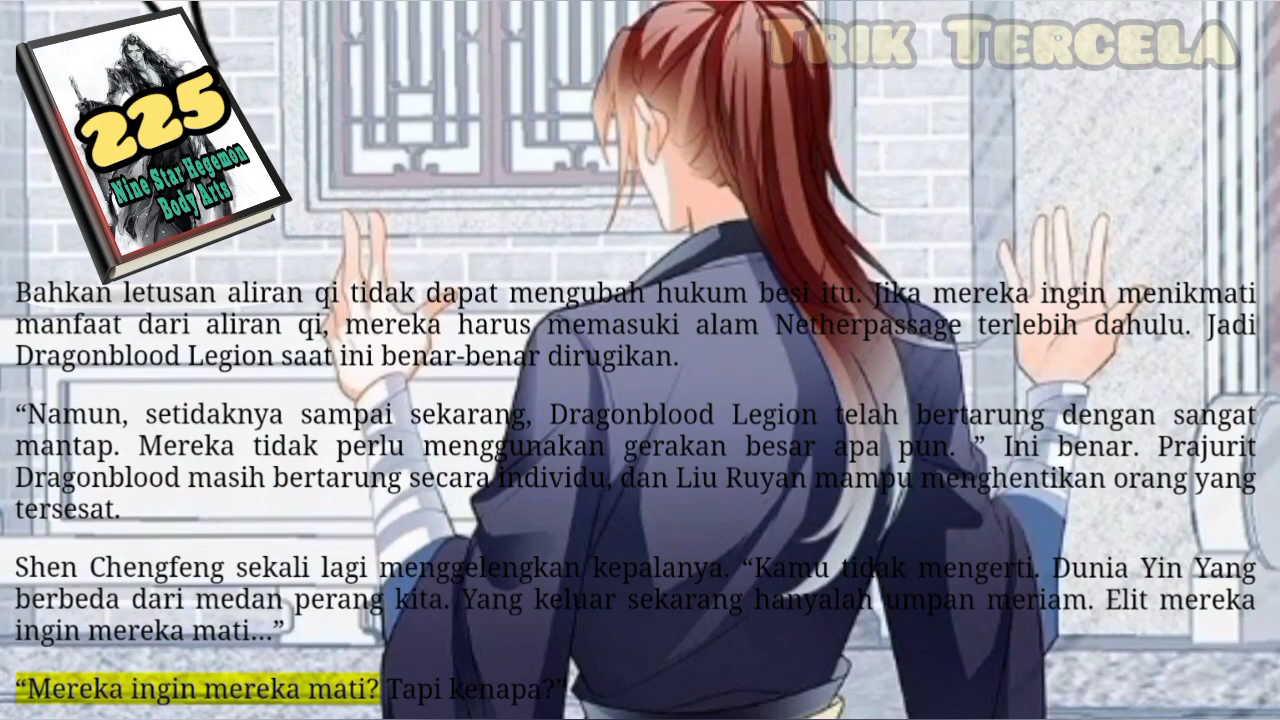 Trik Tercela
225
Nine Star Hegemon
Body Arts
Bahkan letusan aliran qi tidak dapat mengubah hukum besi itu. Jika mereka ingin menikmati
manfaat dari aliran qi, mereka harus memasuki alam Netherpassage terlebih dahulu. Jadi
Dragonblood Legion saat ini benar-benar dirugikan.
“Namun, setidaknya sampai sekarang, Dragonblood Legion telah bertarung dengan sangat
mantap. Mereka tidak perlu menggunakan gerakan besar apa pun. ” Ini benar. Prajurit
Dragonblood masih bertarung secara individu, dan Liu Ruyan mampu menghentikan orang yang
tersesat.
Shen Chengfeng sekali lagi menggelengkan kepalanya. “Kamu tidak mengerti. Dunia Yin Yang
berbeda dari medan perang kita. Yang keluar sekarang hanyalah umpan meriam. Elit mereka
ingin mereka mati…”
“Mereka ingin mereka mati? Tapi kenapa?”